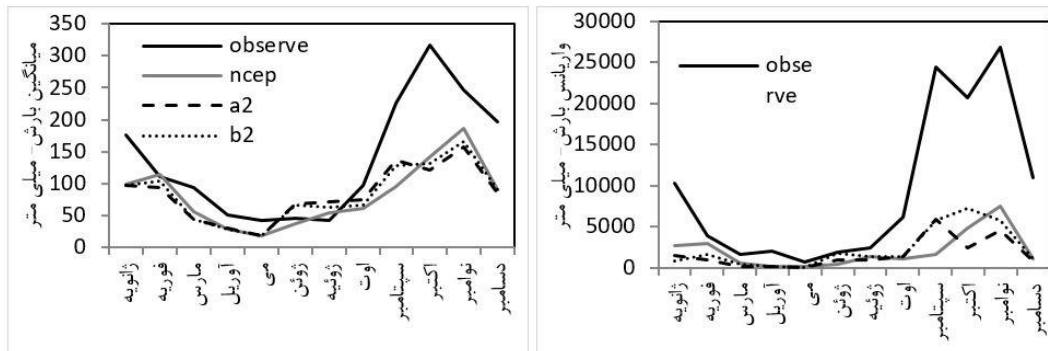 350
300
250
200
150
100
50
0
میانگین بارش - میلی متر
observe
ncep
a2
b2
ژانویه
فوریه
مارس
آوریل
می
ژوئن
ژوئیه
اوت
سپتامبر
اکتبر
نوامبر
دسامبر
30000
25000
20000
15000
10000
5000
0
واریانس بارش - میلی متر
obse
rve
ژانویه
فوریه
مارس
آوریل
می
ژوئن
ژوئیه
اوت
سپتامبر
اکتبر
نوامبر
دسامبر